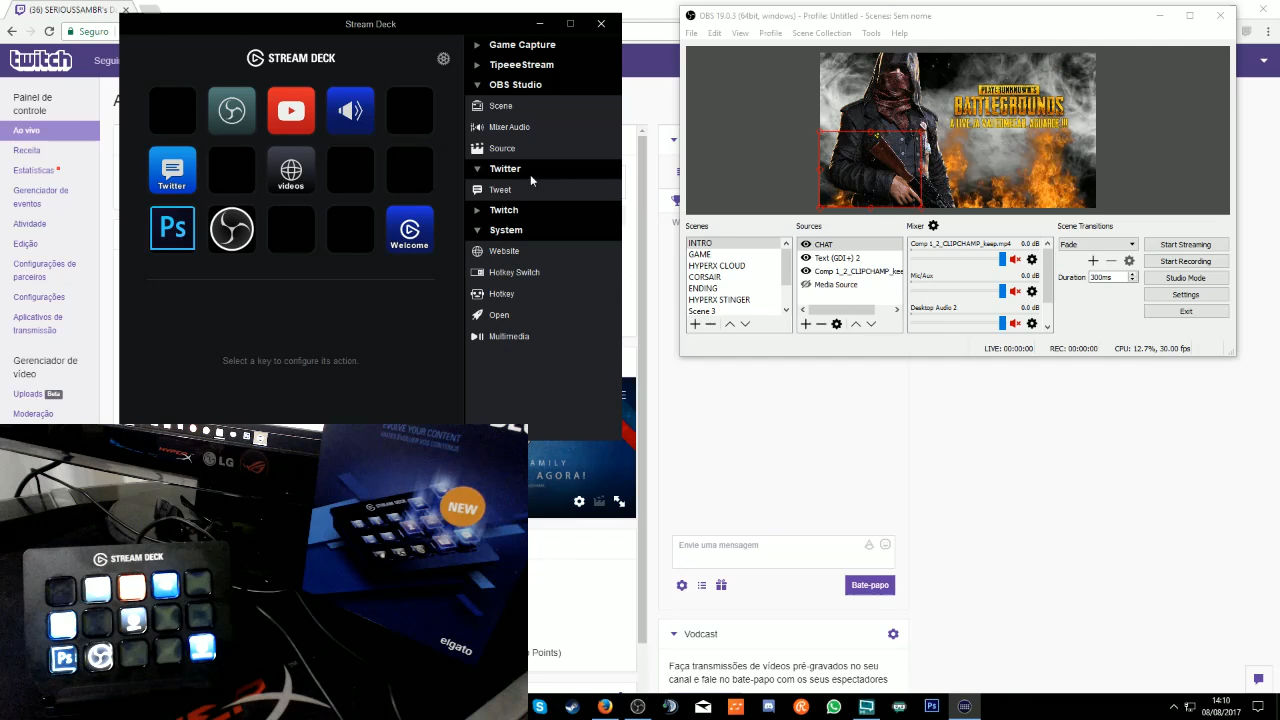 (36) SERIOUSSAMBR's D
Seguro
twitch
Segui
Painel de
controle
Ao vivo
Receita
Estatísticas
Gerenciador de
eventos
Atividade
Edição
Configurações de
parceiros
Configurações
Aplicativos de
transmissão
Gerenciador de
vídeo
Uploads Beta
Moderação
Stream Deck
STREAM DECK
Twitter
videos
Ps
Welcome
Select a key to configure its action.
Game Capture
TipeeeStream
OBS Studio
Scene
Mixer Audio
Source
Twitter
Tweet
Twitch
System
Website
Hotkey Switch
Hotkey
Open
Multimedia
OBS 19.0.3 (64bit, windows) - Profile: Untitled - Scenes: Sem nome
File Edit View Profile Scene Collection Tools Help
PLAYERUNKNOWN'S
BATTLEGROUNDS
Scenes
INTRO
GAME
HYPERX CLOUD
CORSAIR
ENDING
HYPERX STINGER
Scene 3
Sources
CHAT
Text (GDI+) 2
Comp 1_2_CLIPCHAMP_kee
Media Source
Mixer
Comp 1_2_CLIPCHAMP_keep.mp4 0.0 dB
Mic/Aux 0.0 dB
Desktop Audio 2 0.0 dB
Scene Transitions
Fade
Duration 300ms
Start Streaming
Start Recording
Studio Mode
Settings
Exit
LIVE: 00:00:00 REC: 00:00:00 CPU: 12.7%, 30.00 fps
LG
EVOLVE YOUR CONTENT
STREAM DECK
NEW
STREAM DECK
Ps
elgato
AMILY
AGORA!
o Points)
Envie uma mensagem
Bate-papo
Vodcast
Faça transmissões de vídeos pré-gravados no seu
canal e fale no bate-papo com os seus espectadores
Ps
14:10
08/08/2017